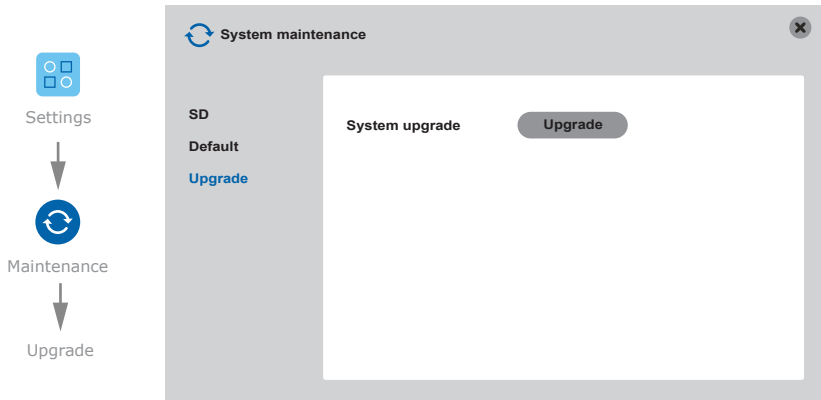 Settings
Maintenance
Upgrade
System maintenance
SD
Default
Upgrade
System upgrade
Upgrade